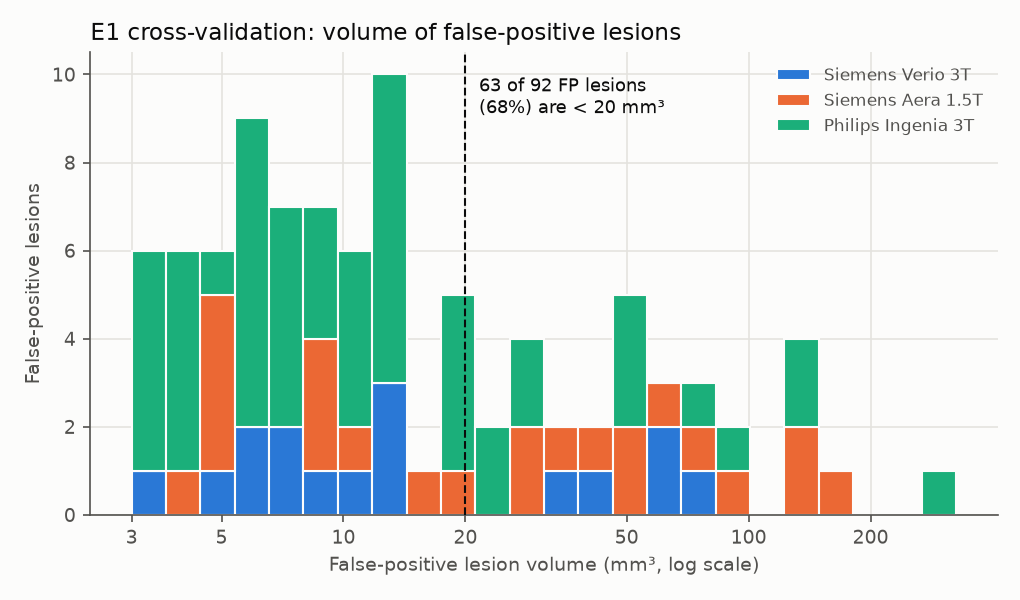 E1 cross-validation: volume of false-positive lesions
10
8
6
4
2
0
False-positive lesions
63 of 92 FP lesions
(68%) are < 20 mm³
Siemens Verio 3T
Siemens Aera 1.5T
Philips Ingenia 3T
3
5
10
20
50
100
200
False-positive lesion volume (mm³, log scale)